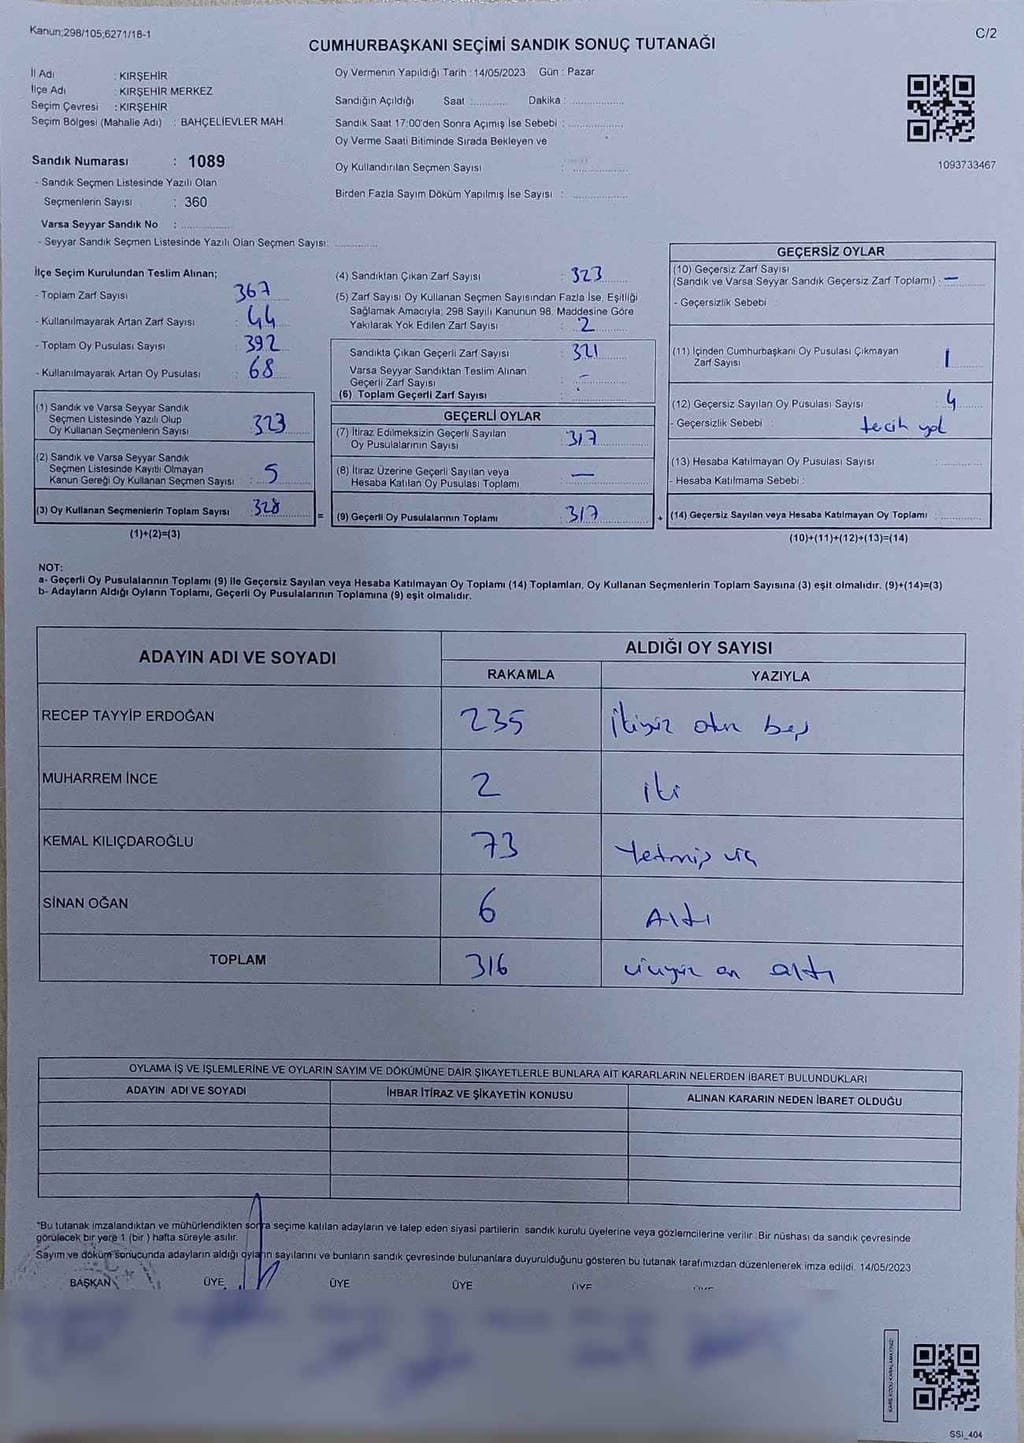 Kanun;298/105;6271/18-1
C/2
CUMHURBAŞKANI SEÇİMİ SANDIK SONUÇ TUTANAĞI
İl Adı : KIRŞEHİR
İlçe Adı : KIRŞEHİR MERKEZ
Seçim Çevresi : KIRŞEHİR
Seçim Bölgesi (Mahalle Adı) : BAHÇELİEVLER MAH
Sandık Numarası : 1089
- Sandık Seçmen Listesinde Yazılı Olan
Seçmenlerin Sayısı : 360
Varsa Seyyar Sandık No :
- Seyyar Sandık Seçmen Listesinde Yazılı Olan Seçmen Sayısı:
Oy Vermenin Yapıldığı Tarih : 14/05/2023 Gün : Pazar
Sandığın Açıldığı Saat Dakika :
Sandık Saat 17:00'den Sonra Açımış İse Sebebi :
Oy Verme Saati Bitiminde Sırada Bekleyen ve
Oy Kullandırılan Seçmen Sayısı :
Birden Fazla Sayım Döküm Yapılmış İse Sayısı :
1093733467
İlçe Seçim Kurulundan Teslim Alınan;
- Toplam Zarf Sayısı : 367
- Kullanılmayarak Artan Zarf Sayısı : 44
- Toplam Oy Pusulası Sayısı : 392
- Kullanılmayarak Artan Oy Pusulası : 68
(1) Sandık ve Varsa Seyyar Sandık
Seçmen Listesinde Yazılı Olup
Oy Kullanan Seçmenlerin Sayısı : 323
(2) Sandık ve Varsa Seyyar Sandık
Seçmen Listesinde Kayıtlı Olmayan
Kanun Gereği Oy Kullanan Seçmen Sayısı : 5
(3) Oy Kullanan Seçmenlerin Toplam Sayısı : 328
(1)+(2)=(3)
(4) Sandıktan Çıkan Zarf Sayısı : 323
(5) Zarf Sayısı Oy Kullanan Seçmen Sayısından Fazla İse, Eşitliği
Sağlamak Amacıyla; 298 Sayılı Kanunun 98. Maddesine Göre
Yakılarak Yok Edilen Zarf Sayısı : 2
Sandıkta Çıkan Geçerli Zarf Sayısı : 321
Varsa Seyyar Sandıktan Teslim Alınan
Geçerli Zarf Sayısı : -
(6) Toplam Geçerli Zarf Sayısı :
GEÇERLİ OYLAR
(7) İtiraz Edilmeksizin Geçerli Sayılan
Oy Pusulalarının Sayısı : 317
(8) İtiraz Üzerine Geçerli Sayılan veya
Hesaba Katılan Oy Pusulası Toplamı : —
= (9) Geçerli Oy Pusulalarının Toplamı : 317
GEÇERSİZ OYLAR
(10) Geçersiz Zarf Sayısı
(Sandık ve Varsa Seyyar Sandık Geçersiz Zarf Toplamı) : —
- Geçersizlik Sebebi :
(11) İçinden Cumhurbaşkanı Oy Pusulası Çıkmayan
Zarf Sayısı 1
(12) Geçersiz Sayılan Oy Pusulası Sayısı 4
- Geçersizlik Sebebi :
(13) Hesaba Katılmayan Oy Pusulası Sayısı :
- Hesaba Katılmama Sebebi :
+ (14) Geçersiz Sayılan veya Hesaba Katılmayan Oy Toplamı :
(10)+(11)+(12)+(13)=(14)
NOT:
a- Geçerli Oy Pusulalarının Toplamı (9) ile Geçersiz Sayılan veya Hesaba Katılmayan Oy Toplamı (14) Toplamları, Oy Kullanan Seçmenlerin Toplam Sayısına (3) eşit olmalıdır. (9)+(14)=(3)
b- Adayların Aldığı Oyların Toplamı, Geçerli Oy Pusulalarının Toplamına (9) eşit olmalıdır.
ADAYIN ADI VE SOYADI
ALDIĞI OY SAYISI
RAKAMLA YAZIYLA
RECEP TAYYİP ERDOĞAN 235 İkiyüz otuz beş
MUHARREM İNCE 2 iki
KEMAL KILIÇDAROĞLU 73 Yetmiş üç
SİNAN OĞAN 6 Altı
TOPLAM 316 üçyüz on altı
OYLAMA İŞ VE İŞLEMLERİNE VE OYLARIN SAYIM VE DÖKÜMÜNE DAİR ŞİKAYETLERLE BUNLARA AİT KARARLARIN NELERDEN İBARET BULUNDUKLARI
ADAYIN ADI VE SOYADI İHBAR İTİRAZ VE ŞİKAYETİN KONUSU ALINAN KARARIN NEDEN İBARET OLDUĞU
"Bu tutanak imzalandıktan ve mühürlendikten sonra seçime katılan adayların ve talep eden siyasi partilerin sandık kurulu üyelerine veya gözlemcilerine verilir. Bir nüshası da sandık çevresinde
görülecek bir yere 1 (bir) hafta süreyle asılır.
Sayım ve döküm sonucunda adayların aldığı oyların sayılarını ve bunların sandık çevresinde bulunanlara duyurulduğunu gösteren bu tutanak tarafımızdan düzenlenerek imza edildi. 14/05/2023
BAŞKAN ÜYE ÜYE ÜYE ÜYE
SSI_404